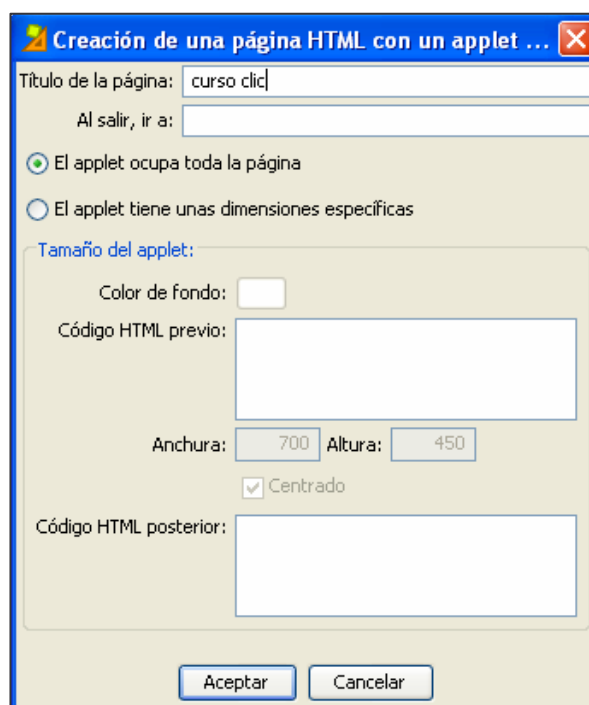 Creación de una página HTML con un applet ...
Título de la página: curso clic
Al salir, ir a:
El applet ocupa toda la página
El applet tiene unas dimensiones específicas
Tamaño del applet:
Color de fondo:
Código HTML previo:
Anchura: 700 Altura: 450
Centrado
Código HTML posterior:
Aceptar Cancelar